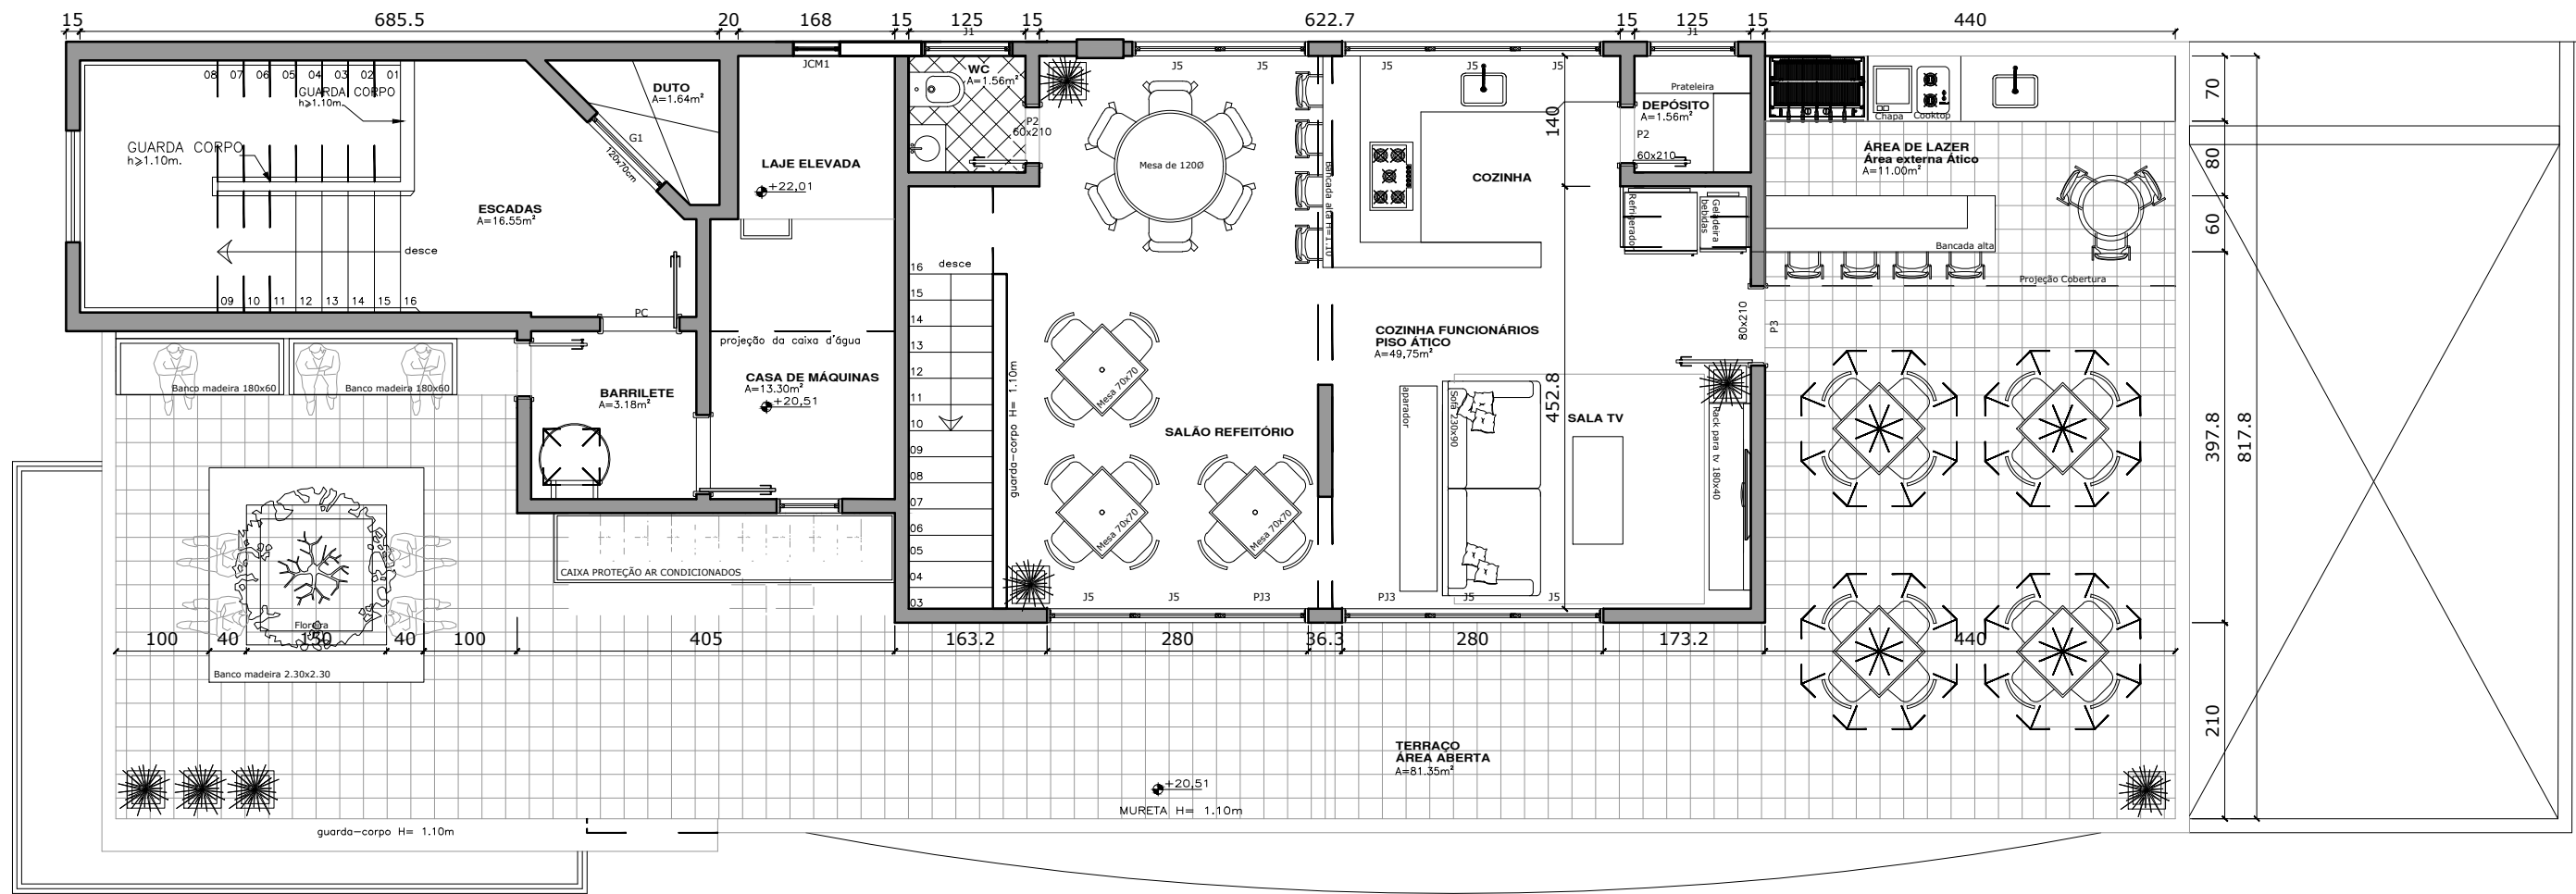 15 685.5 20 168 15 125 15 622.7 15 125 15 440
J1 J1
08 07 06 05 04 03 02 01
GUARDA CORPO
h≥1.10m.
GUARDA CORPO
h≥1.10m.
DUTO
A=1.64m²
G1
120x70cm
JCM1
LAJE ELEVADA
+22,01
WC
A=1.56m²
P2
60x210
J5 J5 J5 J5 J5
Mesa de 120Ø
Bancada alta H=1.10
COZINHA
140
Prateleira
DEPÓSITO
A=1.56m²
P2
60x210
Refrigerador
Geladeira
bebidas
Chapa Cooktop
ÁREA DE LAZER
Área externa Ático
A=11.00m²
Bancada alta
Projeção Cobertura
70
80
60
397.8
817.8
210
ESCADAS
A=16.55m²
desce
09 10 11 12 13 14 15 16
PC
projeção da caixa d'água
CASA DE MÁQUINAS
A=13.30m²
+20,51
BARRILETE
A=3.18m²
Banco madeira 180x60 Banco madeira 180x60
desce
16
15
14
13
12
11
10
09
08
07
06
05
04
03
guarda-corpo H= 1.10m
Mesa 70x70
Mesa 70x70
Mesa 70x70
SALÃO REFEITÓRIO
COZINHA FUNCIONÁRIOS
PISO ÁTICO
A=49,75m²
80x210
P3
aparador
Sofa 230x90
452.8
SALA TV
Rack para tv 180x40
CAIXA PROTEÇÃO AR CONDICIONADOS
J5 J5 PJ3 PJ3 J5 J5
Floreira
100 40 150 40 100 405 163.2 280 36.3 280 173.2 440
Banco madeira 2.30x2.30
TERRAÇO
ÁREA ABERTA
A=81.35m²
+20,51
MURETA H= 1.10m
guarda-corpo H= 1.10m